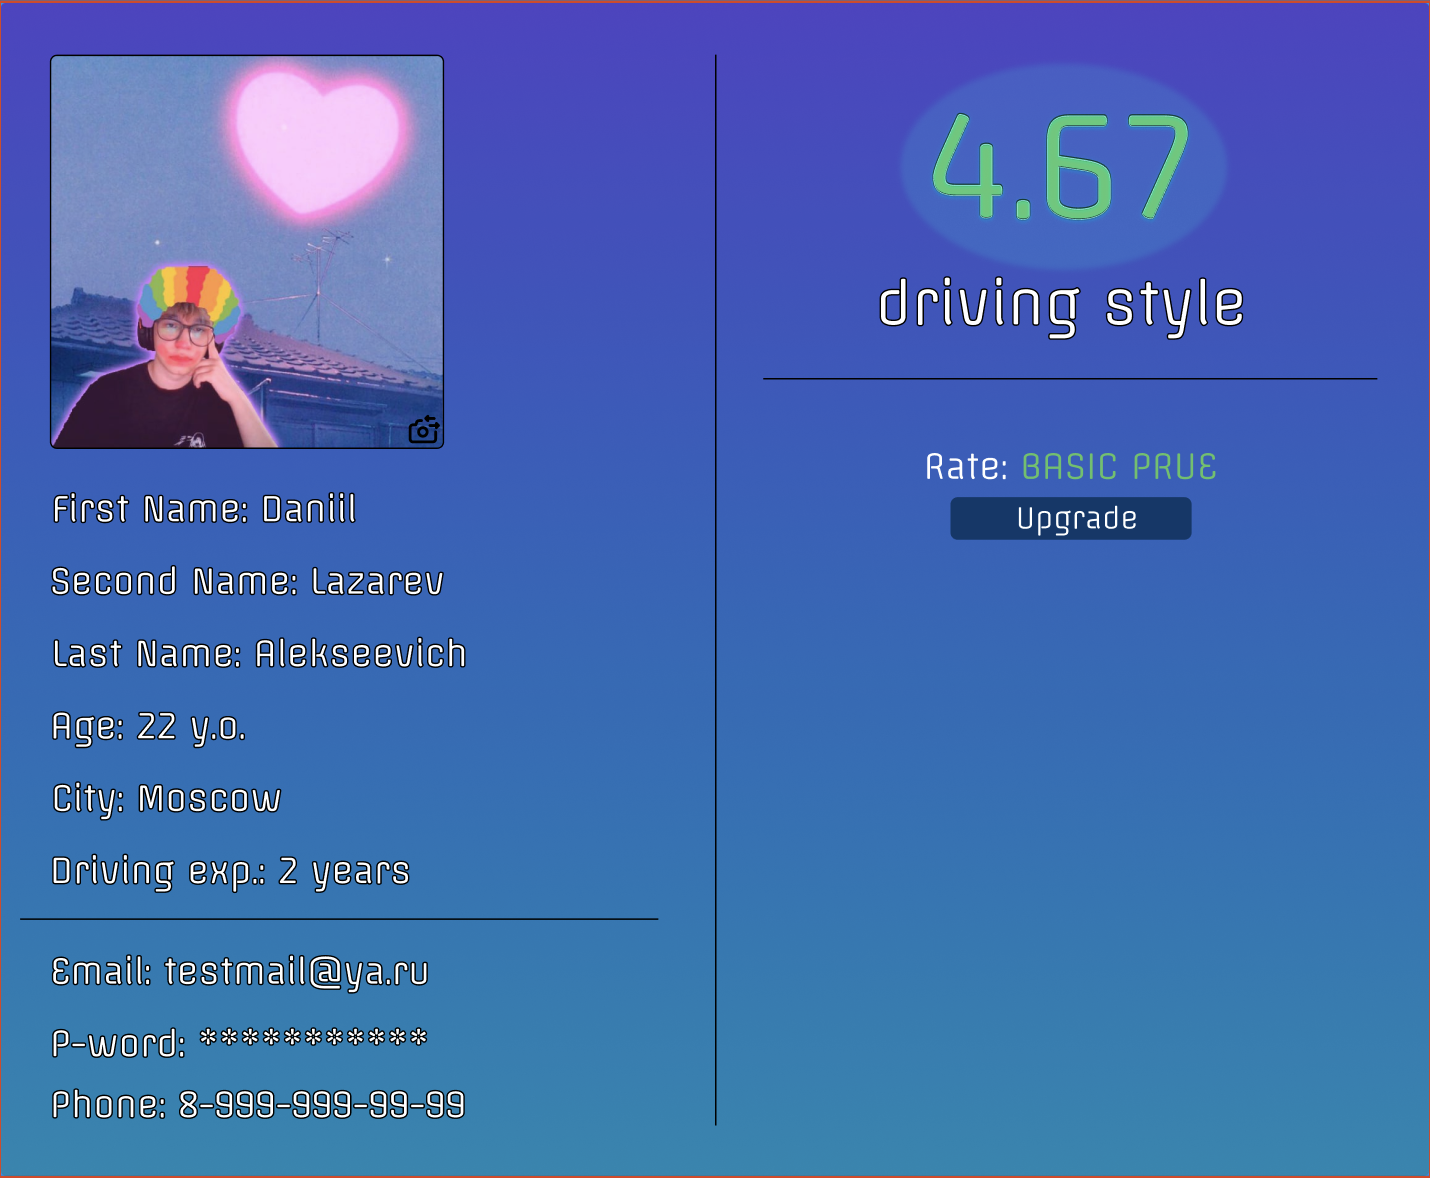 First Name: Daniil
Second Name: Lazarev
Last Name: Alekseevich
Age: 22 y.o.
City: Moscow
Driving exp.: 2 years
Email: testmail@ya.ru
P-word: ***********
Phone: 8-999-999-99-99
4.67
driving style
Rate: BASIC PRUE
Upgrade